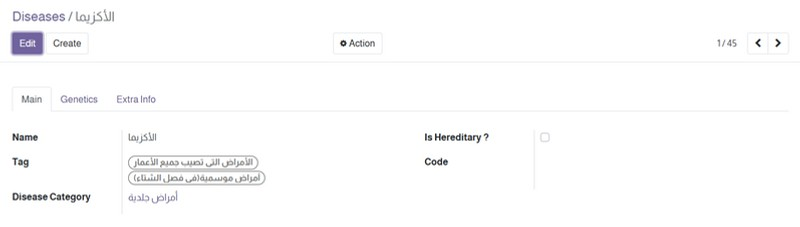 Diseases / الأكزيما
Edit Create Action 1 / 45
Main Genetics Extra Info
Name الأكزيما Is Hereditary ?
Tag الأمراض التى تصيب جميع الأعمار Code
امراض موسمية(فى فصل الشتاء)
Disease Category أمراض جلدية